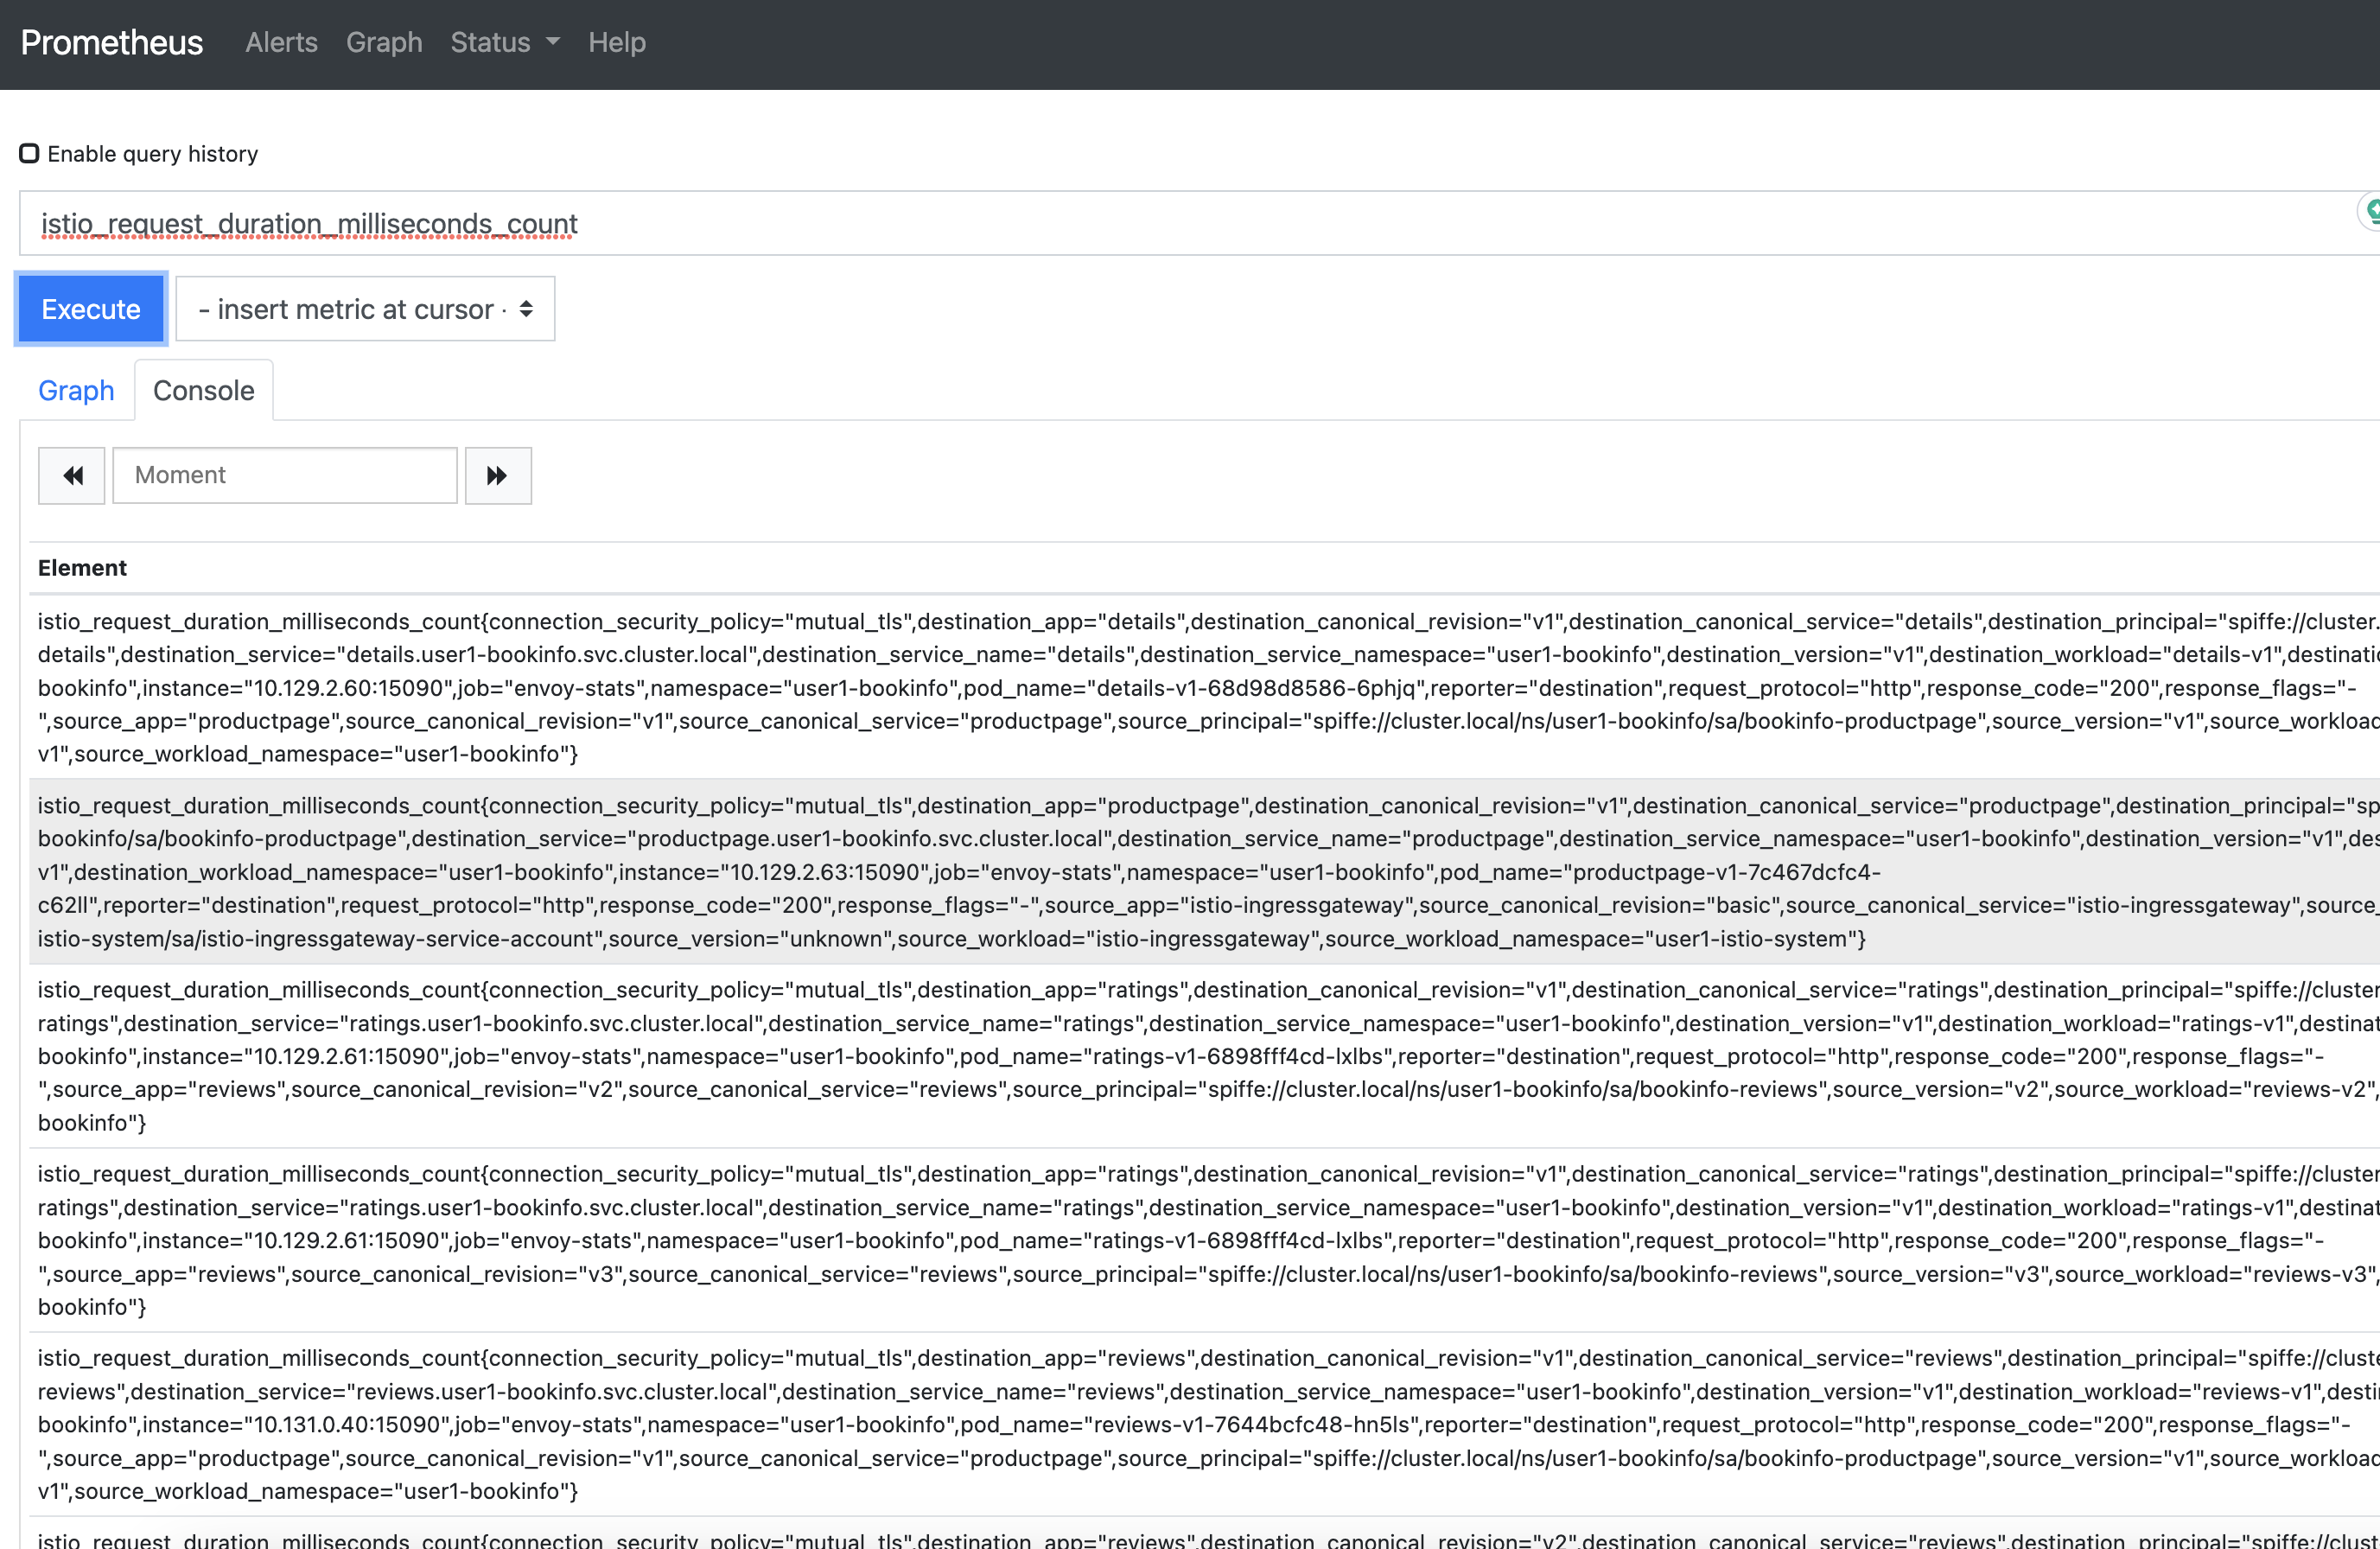 Prometheus Alerts Graph Status Help
Enable query history
istio_request_duration_milliseconds_count
Execute - insert metric at cursor -
Graph Console
Moment
Element
istio_request_duration_milliseconds_count{connection_security_policy="mutual_tls",destination_app="details",destination_canonical_revision="v1",destination_canonical_service="details",destination_principal="spiffe://cluster.
details",destination_service="details.user1-bookinfo.svc.cluster.local",destination_service_name="details",destination_service_namespace="user1-bookinfo",destination_version="v1",destination_workload="details-v1",destinatio
bookinfo",instance="10.129.2.60:15090",job="envoy-stats",namespace="user1-bookinfo",pod_name="details-v1-68d98d8586-6phjq",reporter="destination",request_protocol="http",response_code="200",response_flags="-
",source_app="productpage",source_canonical_revision="v1",source_canonical_service="productpage",source_principal="spiffe://cluster.local/ns/user1-bookinfo/sa/bookinfo-productpage",source_version="v1",source_workload
v1",source_workload_namespace="user1-bookinfo"}
istio_request_duration_milliseconds_count{connection_security_policy="mutual_tls",destination_app="productpage",destination_canonical_revision="v1",destination_canonical_service="productpage",destination_principal="sp
bookinfo/sa/bookinfo-productpage",destination_service="productpage.user1-bookinfo.svc.cluster.local",destination_service_name="productpage",destination_service_namespace="user1-bookinfo",destination_version="v1",des
v1",destination_workload_namespace="user1-bookinfo",instance="10.129.2.63:15090",job="envoy-stats",namespace="user1-bookinfo",pod_name="productpage-v1-7c467dcfc4-
c62ll",reporter="destination",request_protocol="http",response_code="200",response_flags="-",source_app="istio-ingressgateway",source_canonical_revision="basic",source_canonical_service="istio-ingressgateway",source_
istio-system/sa/istio-ingressgateway-service-account",source_version="unknown",source_workload="istio-ingressgateway",source_workload_namespace="user1-istio-system"}
istio_request_duration_milliseconds_count{connection_security_policy="mutual_tls",destination_app="ratings",destination_canonical_revision="v1",destination_canonical_service="ratings",destination_principal="spiffe://cluster
ratings",destination_service="ratings.user1-bookinfo.svc.cluster.local",destination_service_name="ratings",destination_service_namespace="user1-bookinfo",destination_version="v1",destination_workload="ratings-v1",destinat
bookinfo",instance="10.129.2.61:15090",job="envoy-stats",namespace="user1-bookinfo",pod_name="ratings-v1-6898fff4cd-lxlbs",reporter="destination",request_protocol="http",response_code="200",response_flags="-
",source_app="reviews",source_canonical_revision="v2",source_canonical_service="reviews",source_principal="spiffe://cluster.local/ns/user1-bookinfo/sa/bookinfo-reviews",source_version="v2",source_workload="reviews-v2",
bookinfo"}
istio_request_duration_milliseconds_count{connection_security_policy="mutual_tls",destination_app="ratings",destination_canonical_revision="v1",destination_canonical_service="ratings",destination_principal="spiffe://cluster
ratings",destination_service="ratings.user1-bookinfo.svc.cluster.local",destination_service_name="ratings",destination_service_namespace="user1-bookinfo",destination_version="v1",destination_workload="ratings-v1",destinat
bookinfo",instance="10.129.2.61:15090",job="envoy-stats",namespace="user1-bookinfo",pod_name="ratings-v1-6898fff4cd-lxlbs",reporter="destination",request_protocol="http",response_code="200",response_flags="-
",source_app="reviews",source_canonical_revision="v3",source_canonical_service="reviews",source_principal="spiffe://cluster.local/ns/user1-bookinfo/sa/bookinfo-reviews",source_version="v3",source_workload="reviews-v3",
bookinfo"}
istio_request_duration_milliseconds_count{connection_security_policy="mutual_tls",destination_app="reviews",destination_canonical_revision="v1",destination_canonical_service="reviews",destination_principal="spiffe://cluste
reviews",destination_service="reviews.user1-bookinfo.svc.cluster.local",destination_service_name="reviews",destination_service_namespace="user1-bookinfo",destination_version="v1",destination_workload="reviews-v1",desti
bookinfo",instance="10.131.0.40:15090",job="envoy-stats",namespace="user1-bookinfo",pod_name="reviews-v1-7644bcfc48-hn5ls",reporter="destination",request_protocol="http",response_code="200",response_flags="-
",source_app="productpage",source_canonical_revision="v1",source_canonical_service="productpage",source_principal="spiffe://cluster.local/ns/user1-bookinfo/sa/bookinfo-productpage",source_version="v1",source_workload
v1",source_workload_namespace="user1-bookinfo"}
istio_request_duration_milliseconds_count{connection_security_policy="mutual_tls",destination_app="reviews",destination_canonical_revision="v2",destination_canonical_service="reviews",destination_principal="spiffe://clust